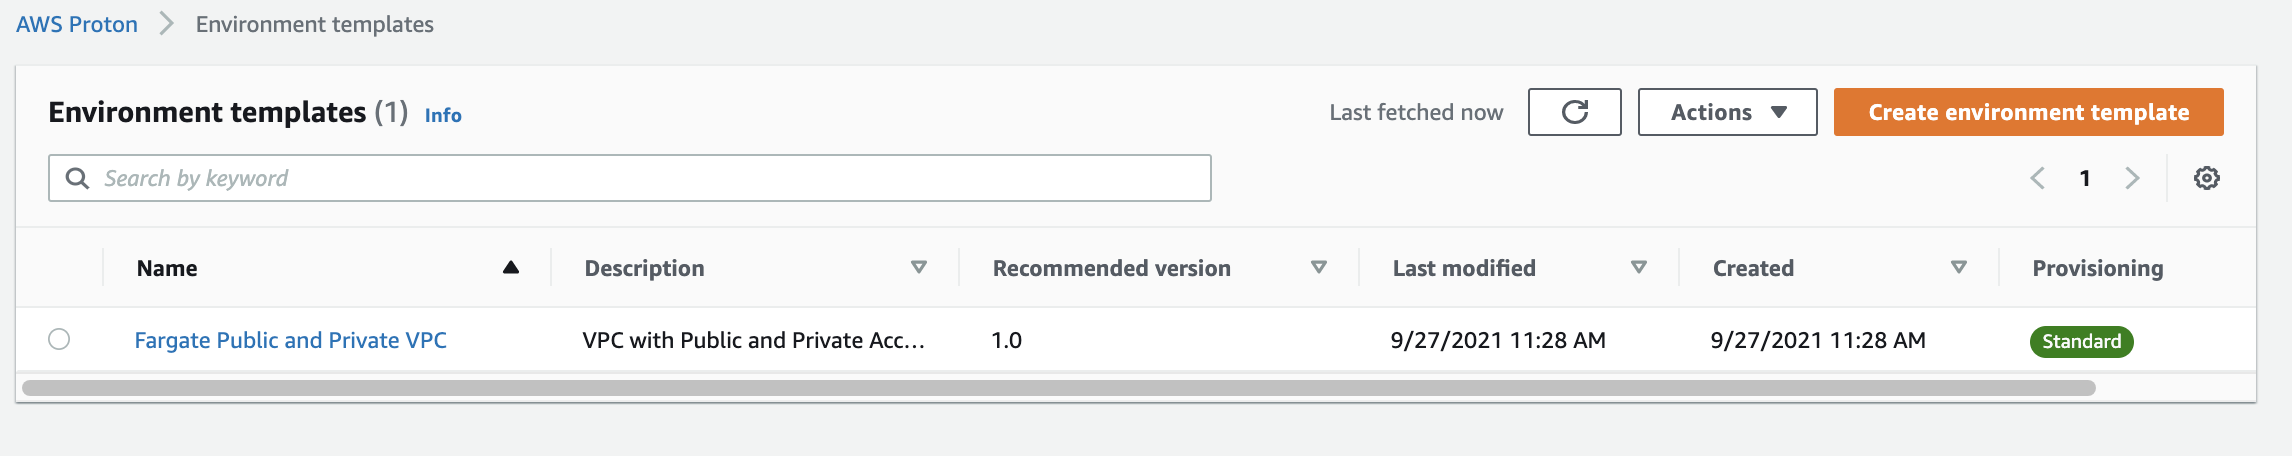 AWS Proton > Environment templates
Environment templates (1) Info
Last fetched now
Actions
Create environment template
Search by keyword
1
Name Description Recommended version Last modified Created Provisioning
Fargate Public and Private VPC VPC with Public and Private Acc... 1.0 9/27/2021 11:28 AM 9/27/2021 11:28 AM Standard